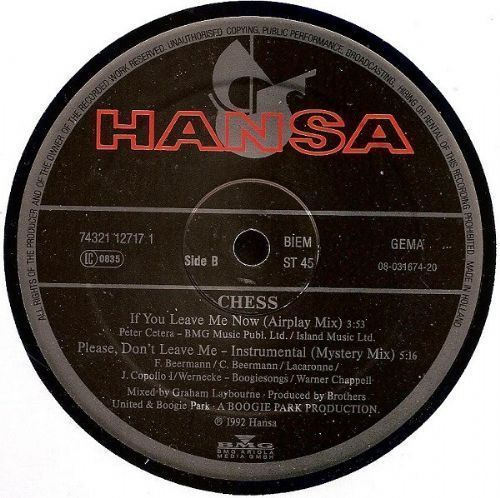 ALL RIGHTS OF THE PRODUCER AND OF THE OWNER OF THE RECORDED WORK RESERVED. UNAUTHORISED COPYING, PUBLIC PERFORMANCE, BROADCASTING, HIRING OR RENTAL OF THIS RECORDING PROHIBITED. MADE IN HOLLAND
HANSA
74321 12717 1 BIEM GEMA
LC 0835 Side B ST 45 08-031674-20
CHESS
If You Leave Me Now (Airplay Mix) 3:53
Peter Cetera - BMG Music Publ. Ltd. / Island Music Ltd.
Please, Don't Leave Me - Instrumental (Mystery Mix) 5:16
F. Beermann / C. Beermann / Lacaronne /
J. Copollo / Wernecke - Boogiesongs / Warner Chappell
Mixed by Graham Laybourne · Produced by Brothers
United & Boogie Park · A BOOGIE PARK PRODUCTION.
℗ 1992 Hansa
BMG
BMG ARIOLA
MEDIA GMBH